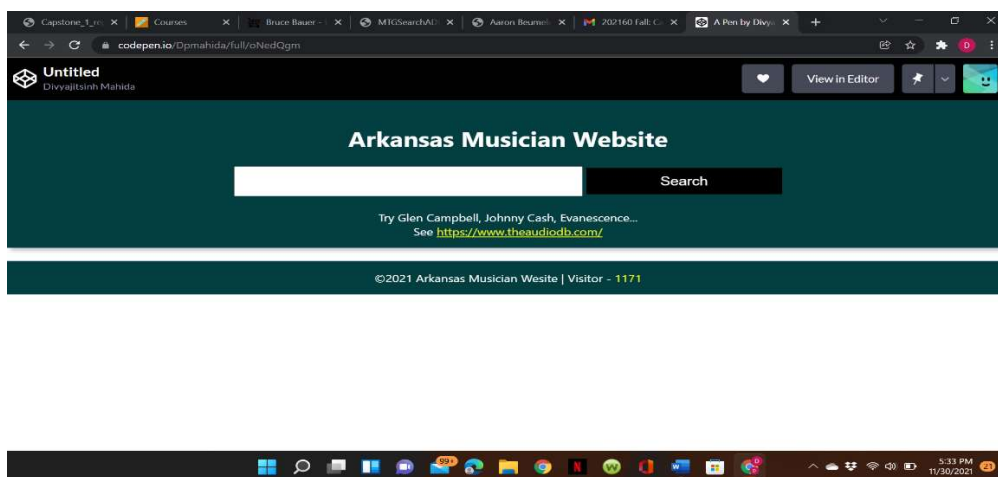 Capstone_1_re
Courses
Bruce Bauer -
MTGSearchAD
Aaron Beumel
202160 Fall: C
A Pen by Divya
codepen.io/Dpmahida/full/oNedQgm
D
Untitled
Divyajitsinh Mahida
View in Editor
Arkansas Musician Website
Search
Try Glen Campbell, Johnny Cash, Evanescence...
See https://www.theaudiodb.com/
©2021 Arkansas Musician Wesite | Visitor - 1171
99+
5:33 PM
11/30/2021
21